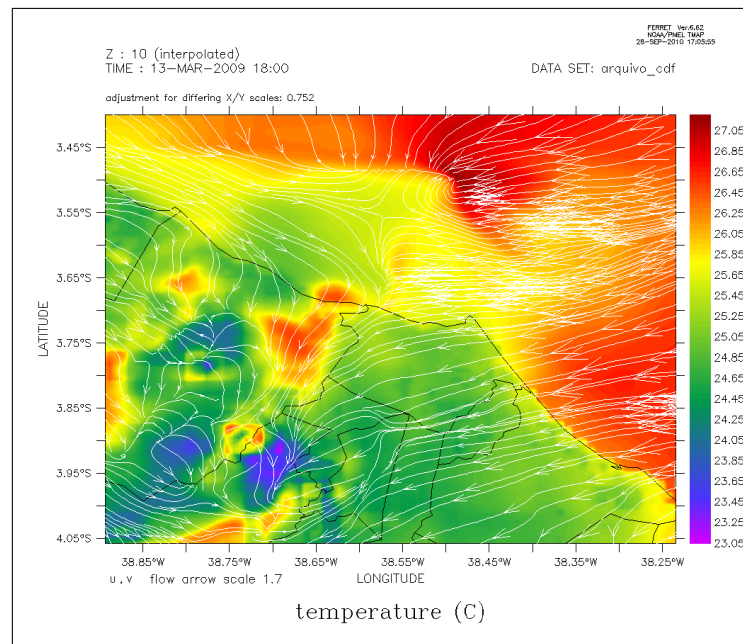 FERRET Ver.6.62
NOAA/PMEL TMAP
28-SEP-2010 17:05:55
Z : 10 (interpolated)
TIME : 13-MAR-2009 18:00
DATA SET: arquivo_cdf
adjustment for differing X/Y scales: 0.752
27.05
26.85
26.65
26.45
26.25
26.05
25.85
25.65
25.45
25.25
25.05
24.85
24.65
24.45
24.25
24.05
23.85
23.65
23.45
23.25
23.05
LATITUDE
3.45°S
3.55°S
3.65°S
3.75°S
3.85°S
3.95°S
4.05°S
38.85°W 38.75°W 38.65°W 38.55°W 38.45°W 38.35°W 38.25°W
LONGITUDE
u,v flow arrow scale 1.7
temperature (C)